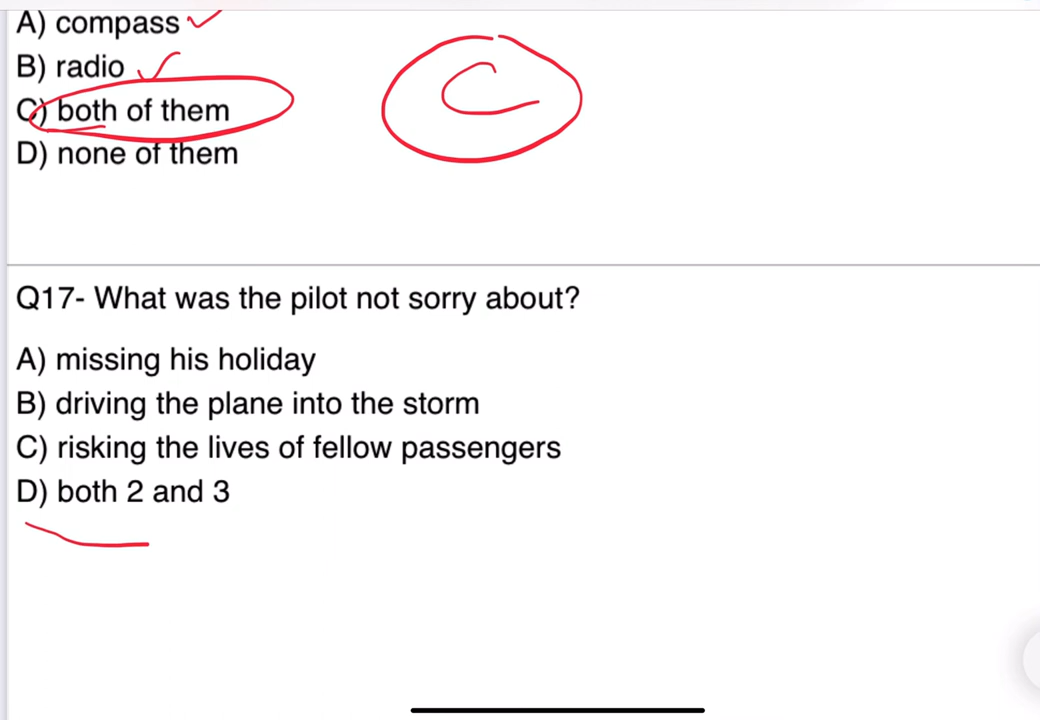 A) compass
B) radio
C) both of them
C
D) none of them
Q17- What was the pilot not sorry about?
A) missing his holiday
B) driving the plane into the storm
C) risking the lives of fellow passengers
D) both 2 and 3